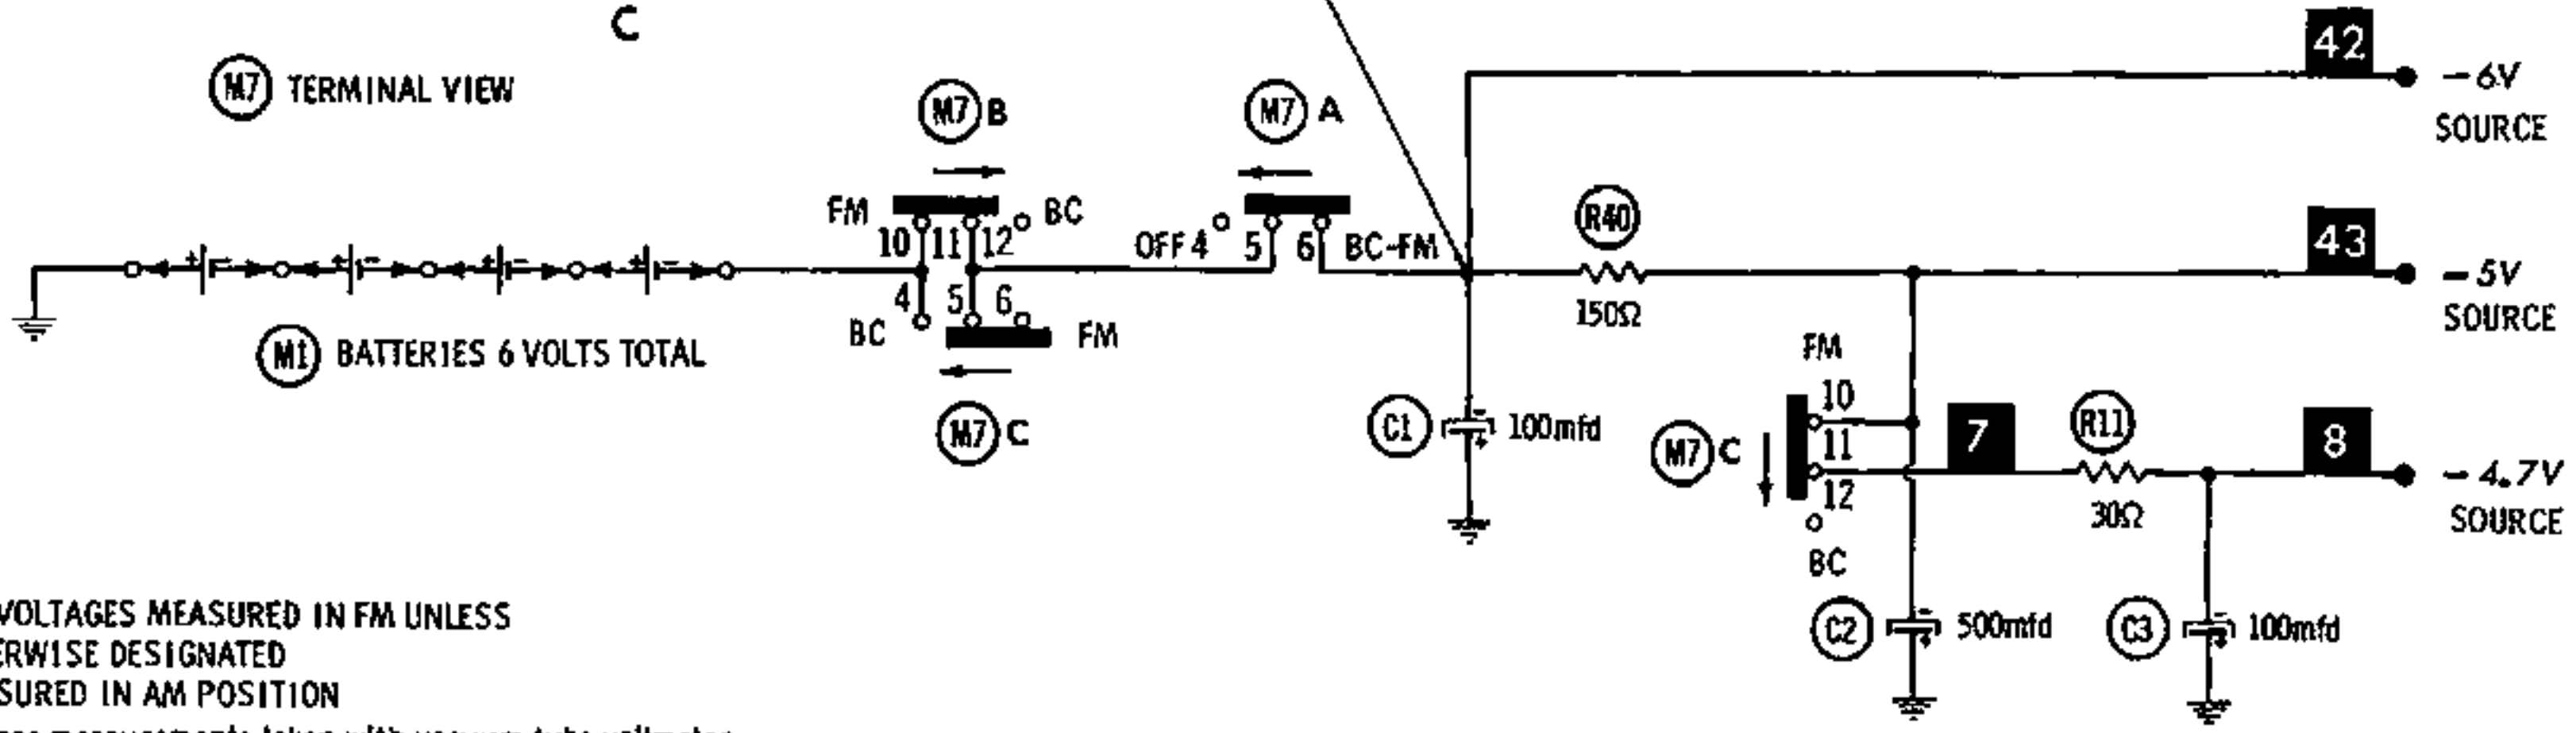 C
M7 TERMINAL VIEW
42
-6V
SOURCE
M7 B
M7 A
FM
BC
10 11 12
OFF 4
5 6
BC-FM
R40
150Ω
43
-5V
SOURCE
+ - + - + - + -
4 5 6
BC
FM
M1 BATTERIES 6 VOLTS TOTAL
M7 C
C1
-
+
100mfd
FM
10
11
12
BC
M7 C
7
R11
30Ω
8
-4.7V
SOURCE
C2
-
+
500mfd
C3
-
+
100mfd
VOLTAGES MEASURED IN FM UNLESS
ERWISE DESIGNATED
SURED IN AM POSITION